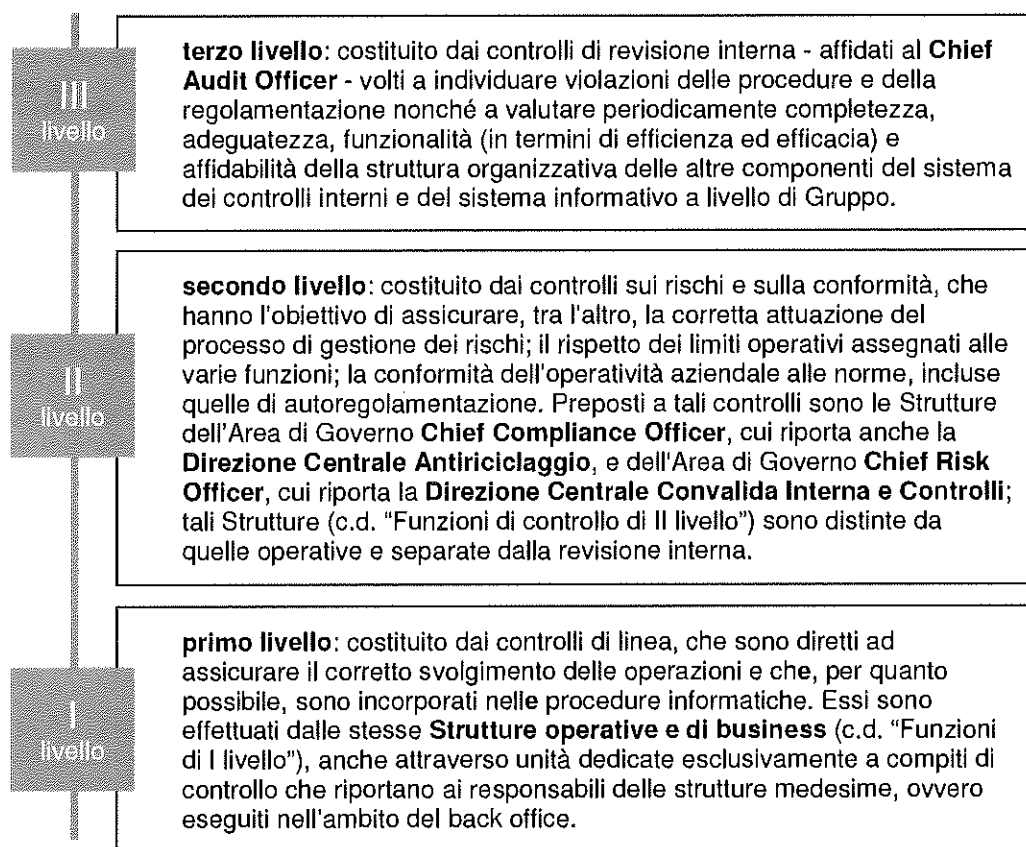 III
livello
terzo livello: costituito dai controlli di revisione interna - affidati al Chief
Audit Officer - volti a individuare violazioni delle procedure e della
regolamentazione nonché a valutare periodicamente completezza,
adeguatezza, funzionalità (in termini di efficienza ed efficacia) e
affidabilità della struttura organizzativa delle altre componenti del sistema
dei controlli interni e del sistema informativo a livello di Gruppo.
II
livello
secondo livello: costituito dai controlli sui rischi e sulla conformità, che
hanno l'obiettivo di assicurare, tra l'altro, la corretta attuazione del
processo di gestione dei rischi; il rispetto dei limiti operativi assegnati alle
varie funzioni; la conformità dell'operatività aziendale alle norme, incluse
quelle di autoregolamentazione. Preposti a tali controlli sono le Strutture
dell'Area di Governo Chief Compliance Officer, cui riporta anche la
Direzione Centrale Antiriciclaggio, e dell'Area di Governo Chief Risk
Officer, cui riporta la Direzione Centrale Convalida Interna e Controlli;
tali Strutture (c.d. “Funzioni di controllo di II livello”) sono distinte da
quelle operative e separate dalla revisione interna.
I
livello
primo livello: costituito dai controlli di linea, che sono diretti ad
assicurare il corretto svolgimento delle operazioni e che, per quanto
possibile, sono incorporati nelle procedure informatiche. Essi sono
effettuati dalle stesse Strutture operative e di business (c.d. “Funzioni
di I livello”), anche attraverso unità dedicate esclusivamente a compiti di
controllo che riportano ai responsabili delle strutture medesime, ovvero
eseguiti nell'ambito del back office.